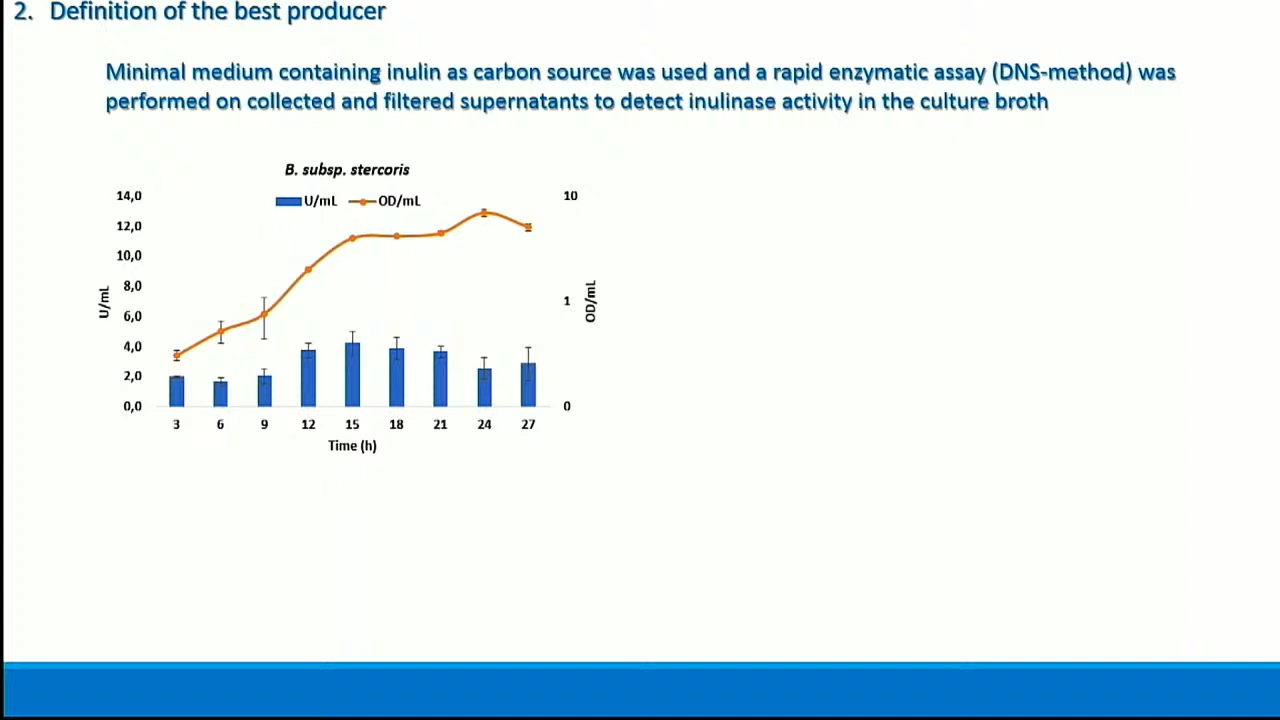 2. Definition of the best producer
Minimal medium containing inulin as carbon source was used and a rapid enzymatic assay (DNS-method) was
performed on collected and filtered supernatants to detect inulinase activity in the culture broth
B. subsp. stercoris
U/mL OD/mL
14,0
12,0
10,0
8,0
6,0
4,0
2,0
0,0
U/mL
10
1
0
OD/mL
3 6 9 12 15 18 21 24 27
Time (h)